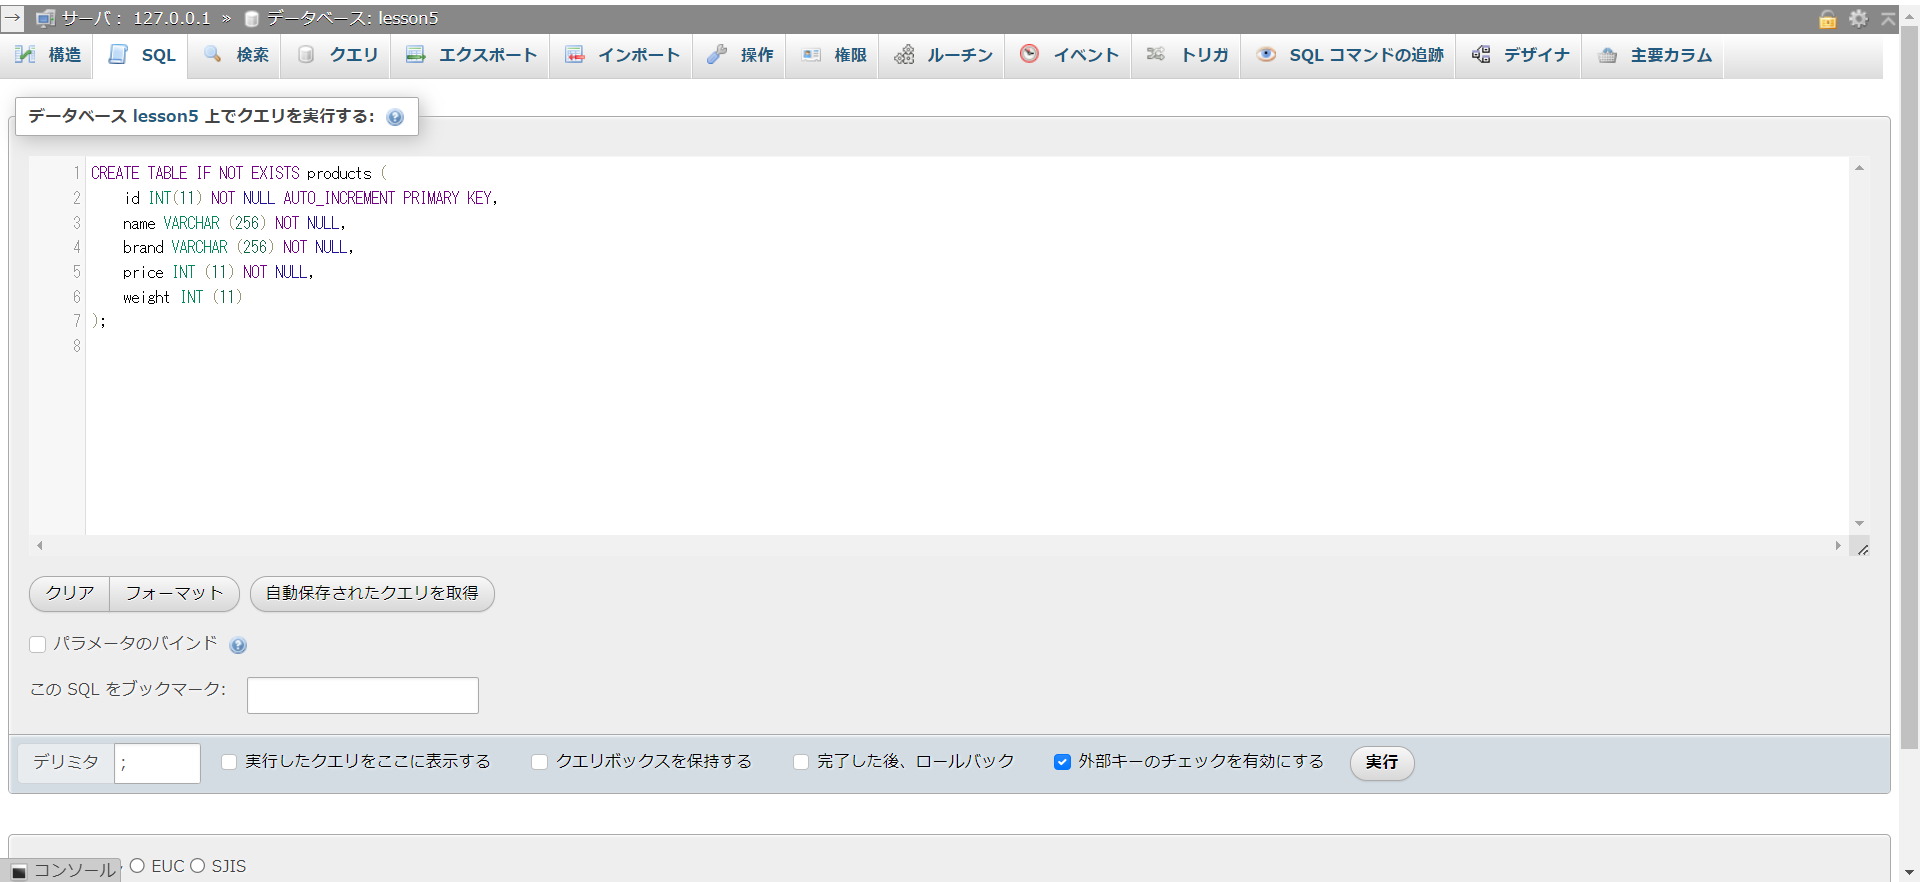 サーバ： 127.0.0.1 » データベース: lesson5
構造 SQL 検索 クエリ エクスポート インポート 操作 権限 ルーチン イベント トリガ SQL コマンドの追跡 デザイナ 主要カラム
データベース lesson5 上でクエリを実行する:
1 CREATE TABLE IF NOT EXISTS products (
2 id INT(11) NOT NULL AUTO_INCREMENT PRIMARY KEY,
3 name VARCHAR (256) NOT NULL,
4 brand VARCHAR (256) NOT NULL,
5 price INT (11) NOT NULL,
6 weight INT (11)
7 );
8
クリア フォーマット 自動保存されたクエリを取得
パラメータのバインド
この SQL をブックマーク:
デリミタ ; 実行したクエリをここに表示する クエリボックスを保持する 完了した後、ロールバック 外部キーのチェックを有効にする 実行
コンソール EUC SJIS